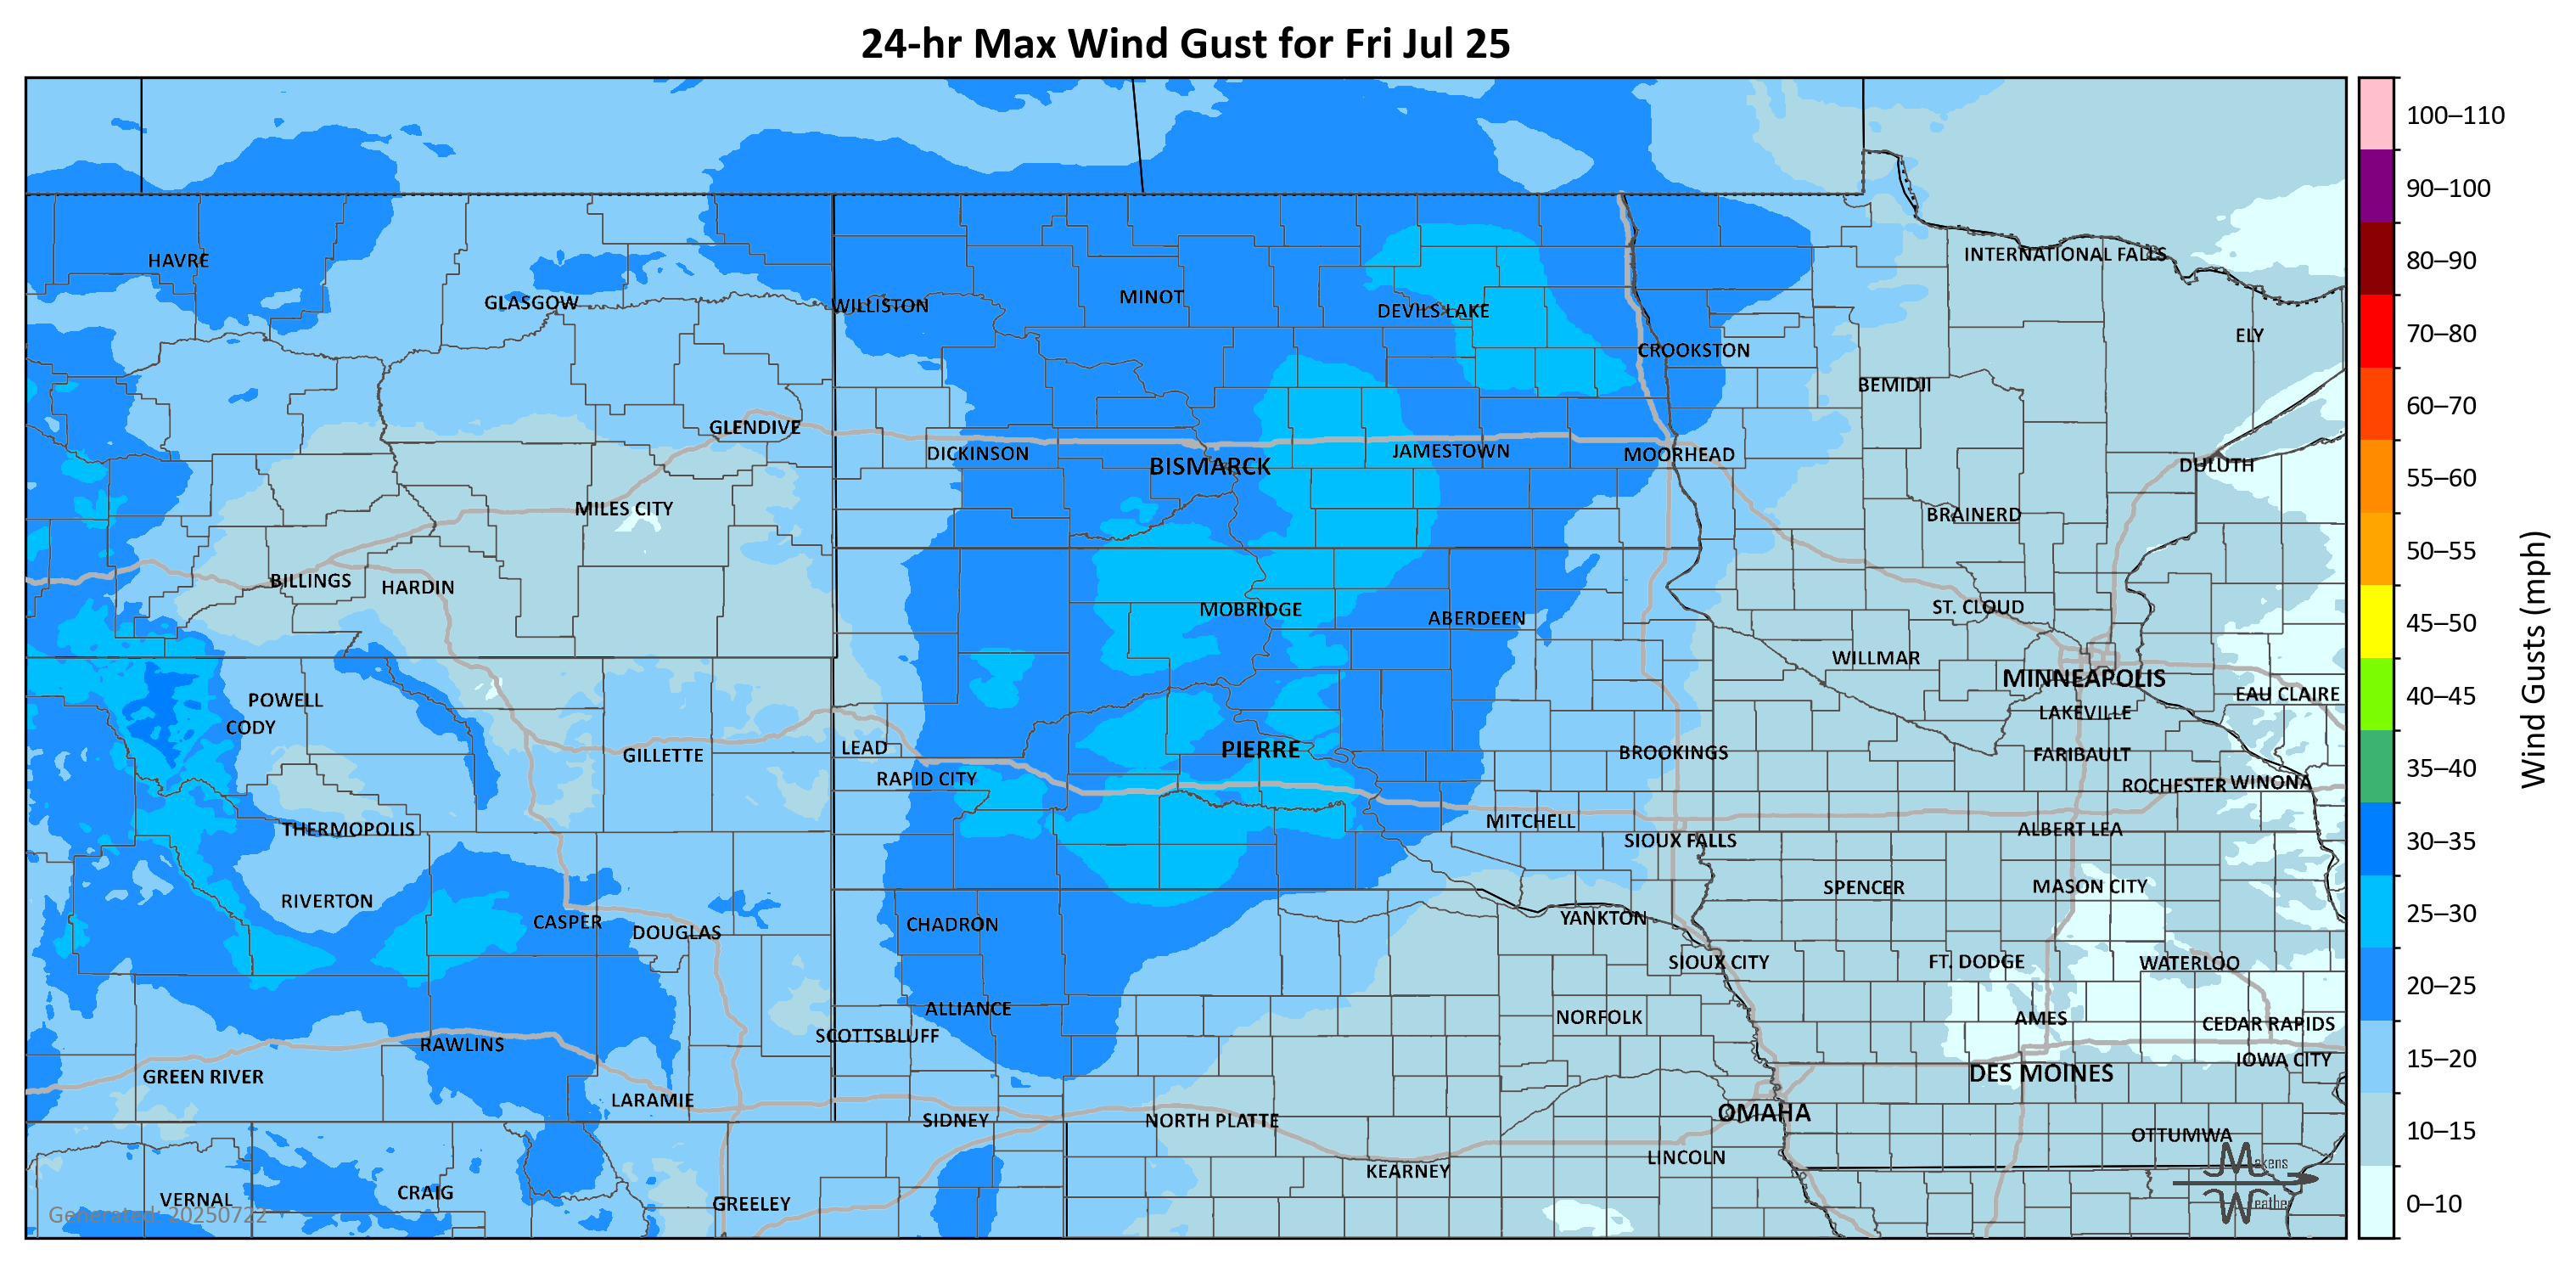 24-hr Max Wind Gust for Fri Jul 25
100–110
90–100
80–90
70–80
60–70
55–60
50–55
45–50
40–45
35–40
30–35
25–30
20–25
15–20
10–15
0–10
Wind Gusts (mph)
HAVRE
INTERNATIONAL FALLS
GLASGOW
WILLISTON
MINOT
DEVILS LAKE
ELY
CROOKSTON
BEMIDJI
GLENDIVE
DICKINSON
BISMARCK
JAMESTOWN
MOORHEAD
DULUTH
MILES CITY
BRAINERD
BILLINGS
HARDIN
MOBRIDGE
ABERDEEN
ST. CLOUD
WILLMAR
MINNEAPOLIS
EAU CLAIRE
POWELL
CODY
LAKEVILLE
GILLETTE
LEAD
PIERRE
BROOKINGS
FARIBAULT
RAPID CITY
ROCHESTER
WINONA
THERMOPOLIS
MITCHELL
SIOUX FALLS
ALBERT LEA
RIVERTON
SPENCER
MASON CITY
CASPER
DOUGLAS
CHADRON
YANKTON
SIOUX CITY
FT. DODGE
WATERLOO
ALLIANCE
NORFOLK
AMES
CEDAR RAPIDS
SCOTTSBLUFF
RAWLINS
IOWA CITY
GREEN RIVER
DES MOINES
LARAMIE
SIDNEY
NORTH PLATTE
OMAHA
OTTUMWA
KEARNEY
LINCOLN
VERNAL
CRAIG
GREELEY
Generated: 20250722
Makens
Weather